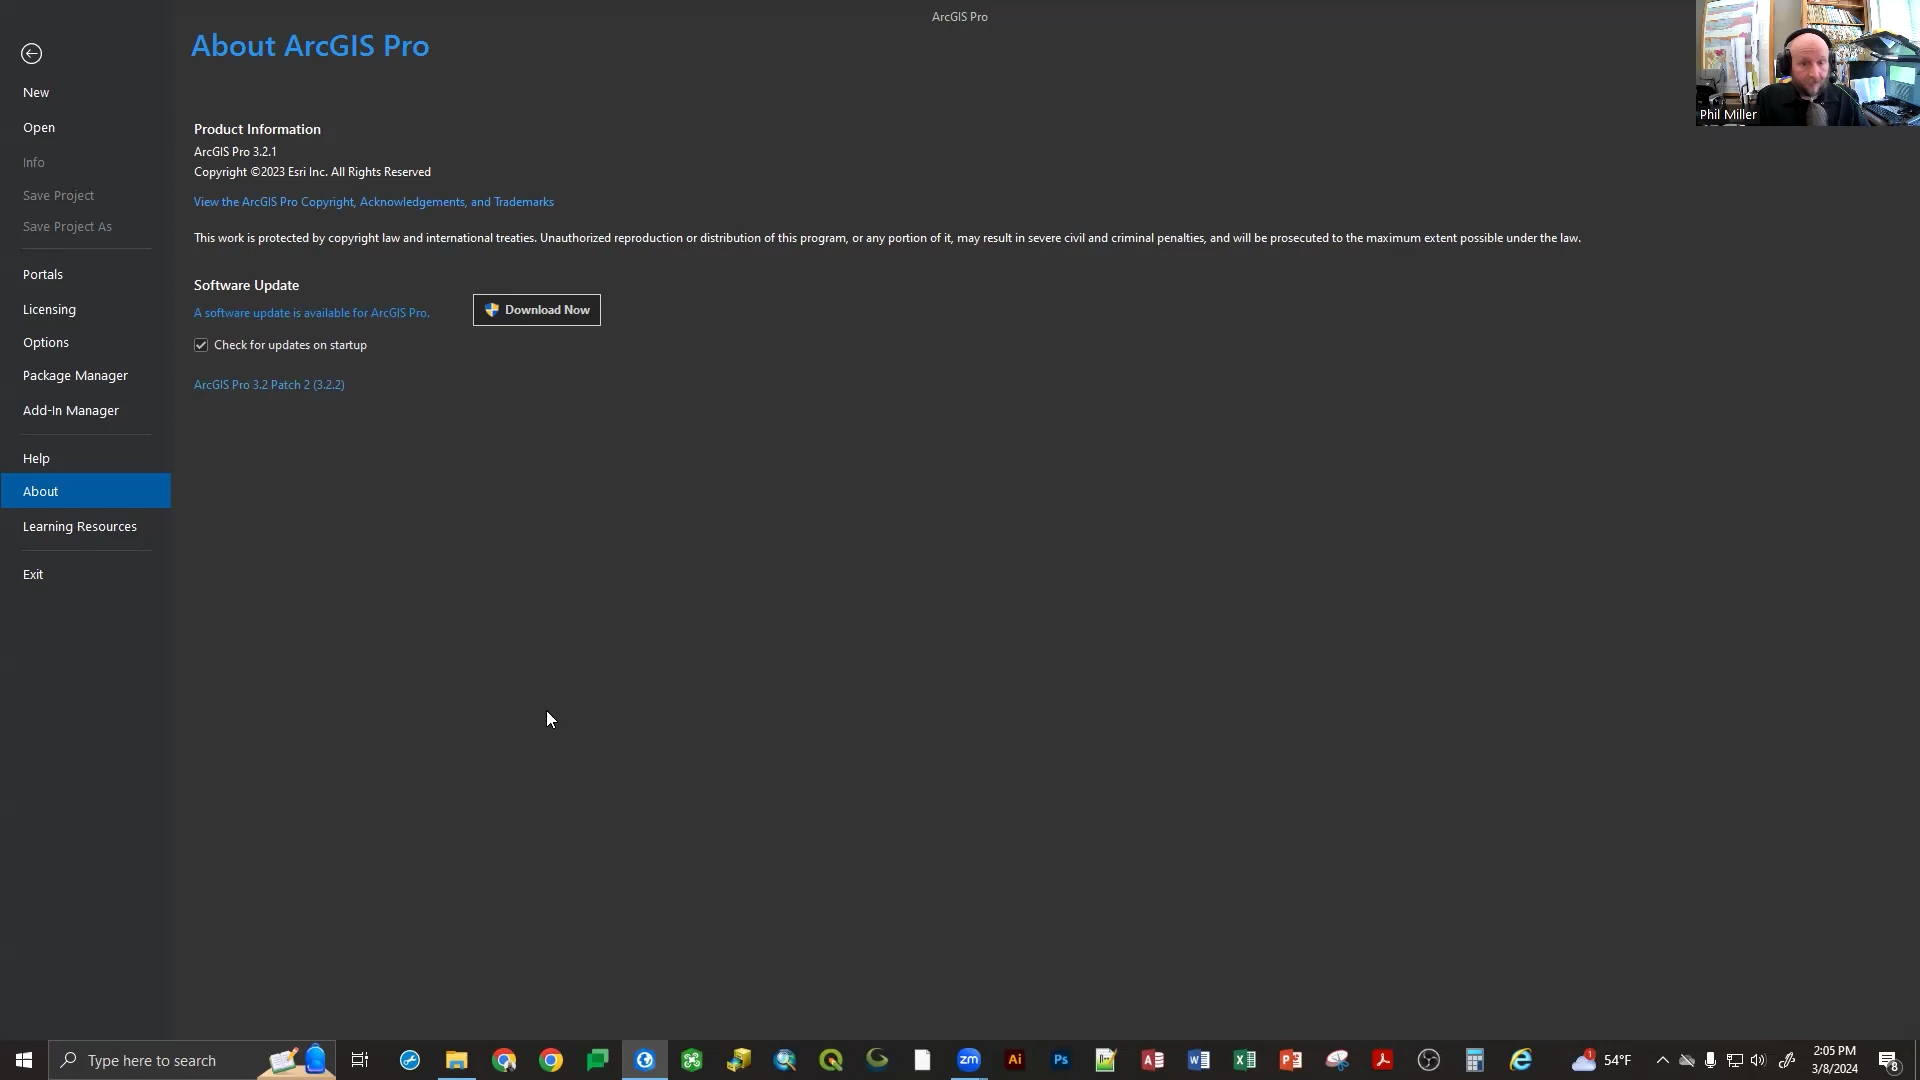 ArcGIS Pro
About ArcGIS Pro
New
Open
Info
Save Project
Save Project As
Portals
Licensing
Options
Package Manager
Add-In Manager
Help
About
Learning Resources
Exit
Product Information
ArcGIS Pro 3.2.1
Copyright ©2023 Esri Inc. All Rights Reserved
View the ArcGIS Pro Copyright, Acknowledgements, and Trademarks
This work is protected by copyright law and international treaties. Unauthorized reproduction or distribution of this program, or any portion of it, may result in severe civil and criminal penalties, and will be prosecuted to the maximum extent possible under the law.
Software Update
A software update is available for ArcGIS Pro.
Download Now
Check for updates on startup
ArcGIS Pro 3.2 Patch 2 (3.2.2)
Phil Miller
Type here to search
zm
Ai
Ps
1
54°F
2:05 PM
3/8/2024
8